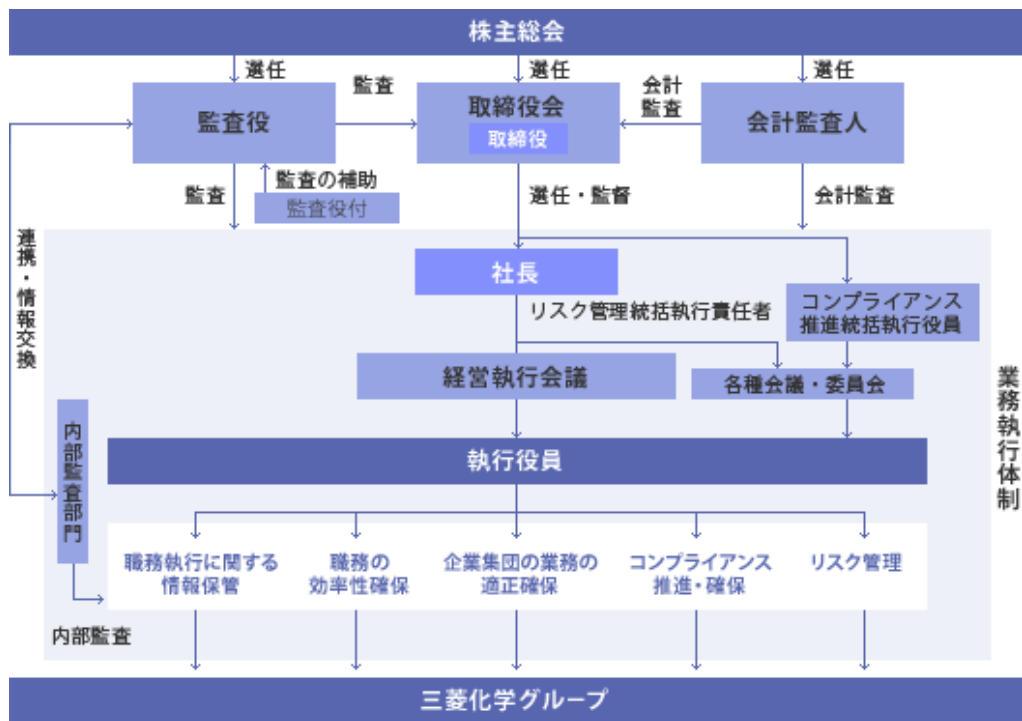 株主総会
選任
選任
選任
監査役
監査
取締役会
取締役
会計
監査
会計監査人
監査
監査の補助
監査役付
選任・監督
会計監査
連携・情報交換
社長
リスク管理統括執行責任者
コンプライアンス
推進統括執行役員
経営執行会議
各種会議・委員会
業務執行体制
内部監査部門
執行役員
職務執行に関する
情報保管
職務の
効率性確保
企業集団の業務の
適正確保
コンプライアンス
推進・確保
リスク管理
内部監査
三菱化学グループ